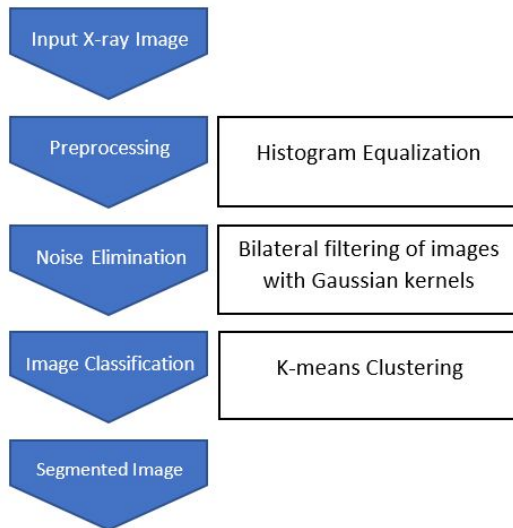 Input X-ray Image
Preprocessing
Histogram Equalization
Noise Elimination
Bilateral filtering of images
with Gaussian kernels
Image Classification
K-means Clustering
Segmented Image